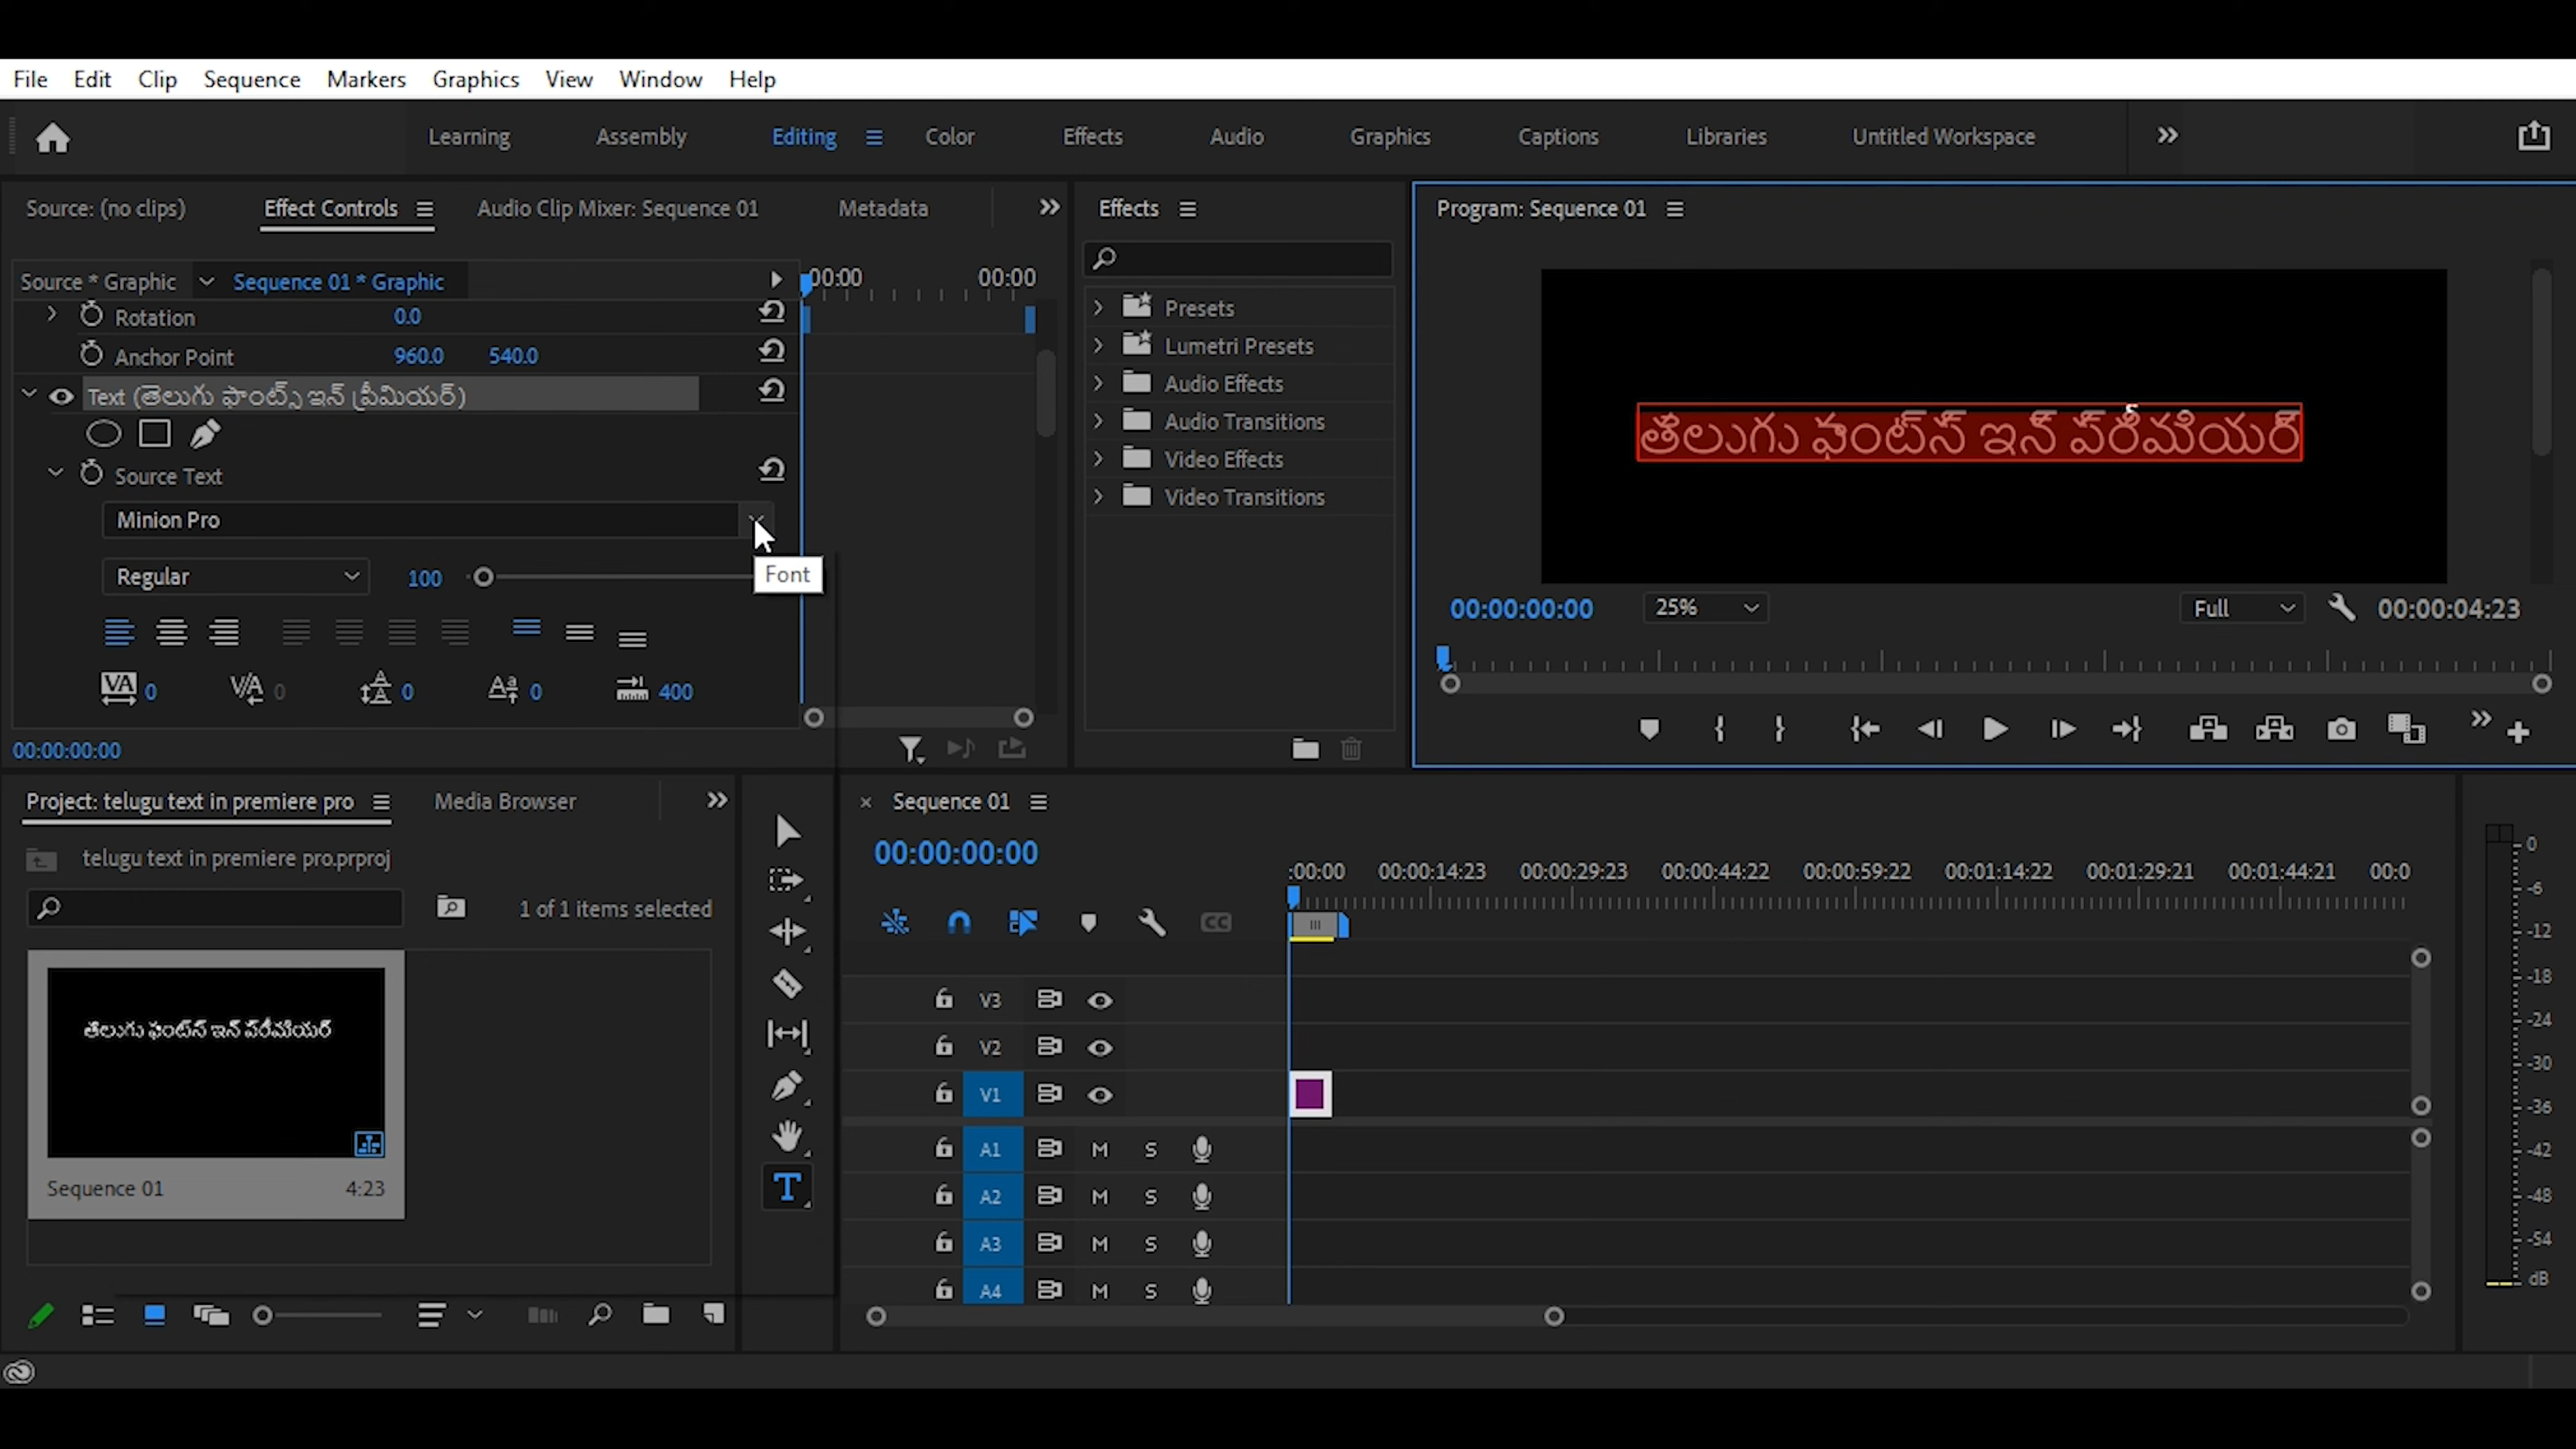 File Edit Clip Sequence Markers Graphics View Window Help
Learning Assembly Editing Color Effects Audio Graphics Captions Libraries Untitled Workspace
Source: (no clips) Effect Controls Audio Clip Mixer: Sequence 01 Metadata
Source * Graphic Sequence 01 * Graphic
00:00 00:00
Rotation 0.0
Anchor Point 960.0 540.0
Text (తెలుగు ఫాంట్స్ ఇన్ ప్రీమియర్)
Source Text
Minion Pro
Font
Regular 100
0 0 0 0 400
00:00:00:00
Effects
Presets
Lumetri Presets
Audio Effects
Audio Transitions
Video Effects
Video Transitions
Program: Sequence 01
తెలుగు ఫాంట్‌స్ ఇన్ ప్‌రీమియర్
00:00:00:00 25% Full 00:00:04:23
Project: telugu text in premiere pro Media Browser
telugu text in premiere pro.prproj
1 of 1 items selected
తెలుగు ఫాంట్‌స్ ఇన్ ప్‌రీమియర్
Sequence 01 4:23
T
Sequence 01
00:00:00:00
:00:00 00:00:14:23 00:00:29:23 00:00:44:22 00:00:59:22 00:01:14:22 00:01:29:21 00:01:44:21 00:0
CC
V3
V2
V1
A1 M S
A2 M S
A3 M S
A4 M S
0
-6
-12
-18
-24
-30
-36
-42
-48
-54
dB